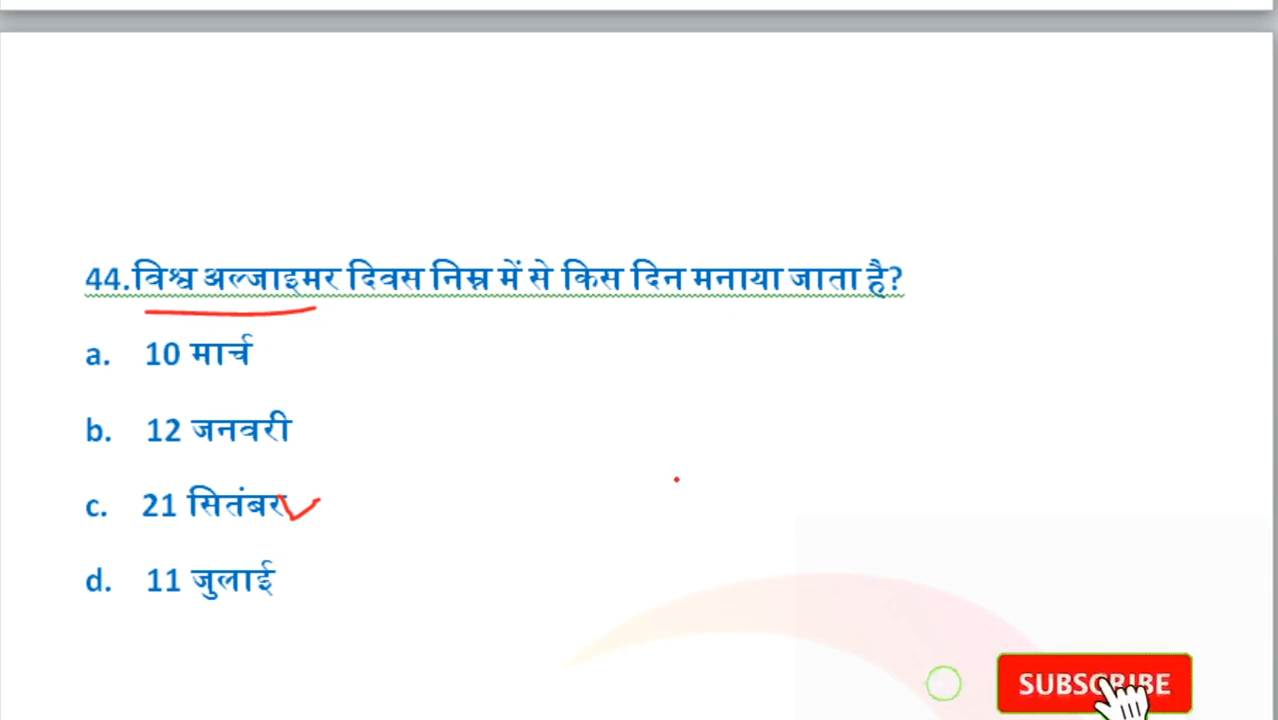 44.विश्व अल्जाइमर दिवस निम्न में से किस दिन मनाया जाता है?
a. 10 मार्च
b. 12 जनवरी
c. 21 सितंबर
d. 11 जुलाई
SUBSCRIBE